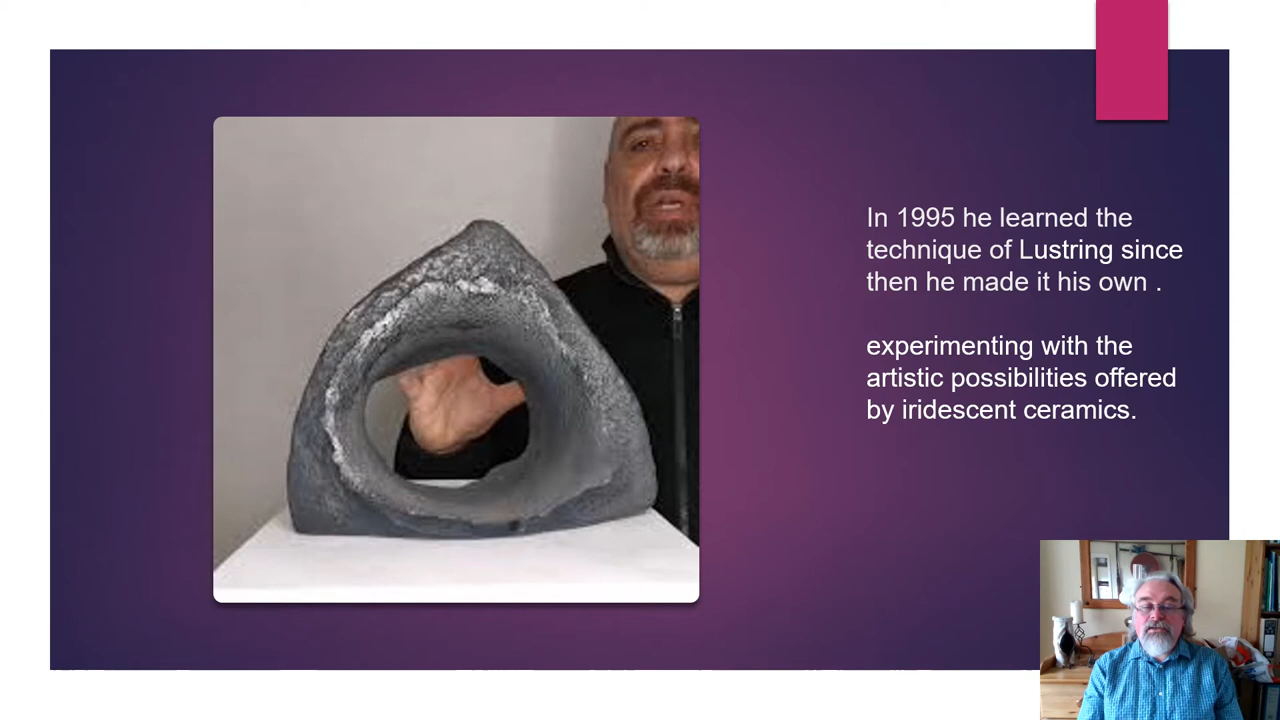 In 1995 he learned the
technique of Lustring since
then he made it his own .
experimenting with the
artistic possibilities offered
by iridescent ceramics.